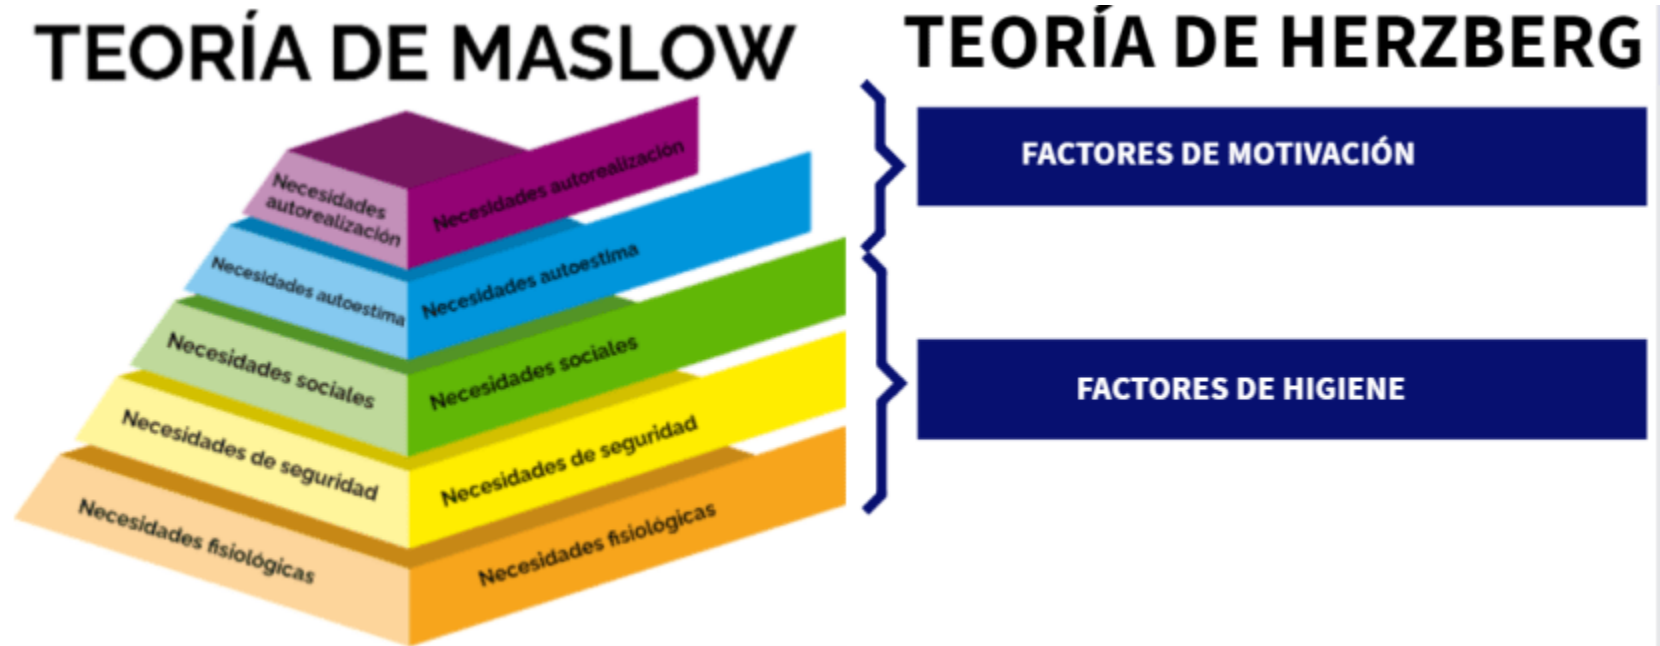 TEORÍA DE MASLOW
Necesidades
autorealización
Necesidades autorealización
Necesidades autoestima
Necesidades autoestima
Necesidades sociales
Necesidades sociales
Necesidades de seguridad
Necesidades de seguridad
Necesidades fisiológicas
Necesidades fisiológicas
TEORÍA DE HERZBERG
FACTORES DE MOTIVACIÓN
FACTORES DE HIGIENE